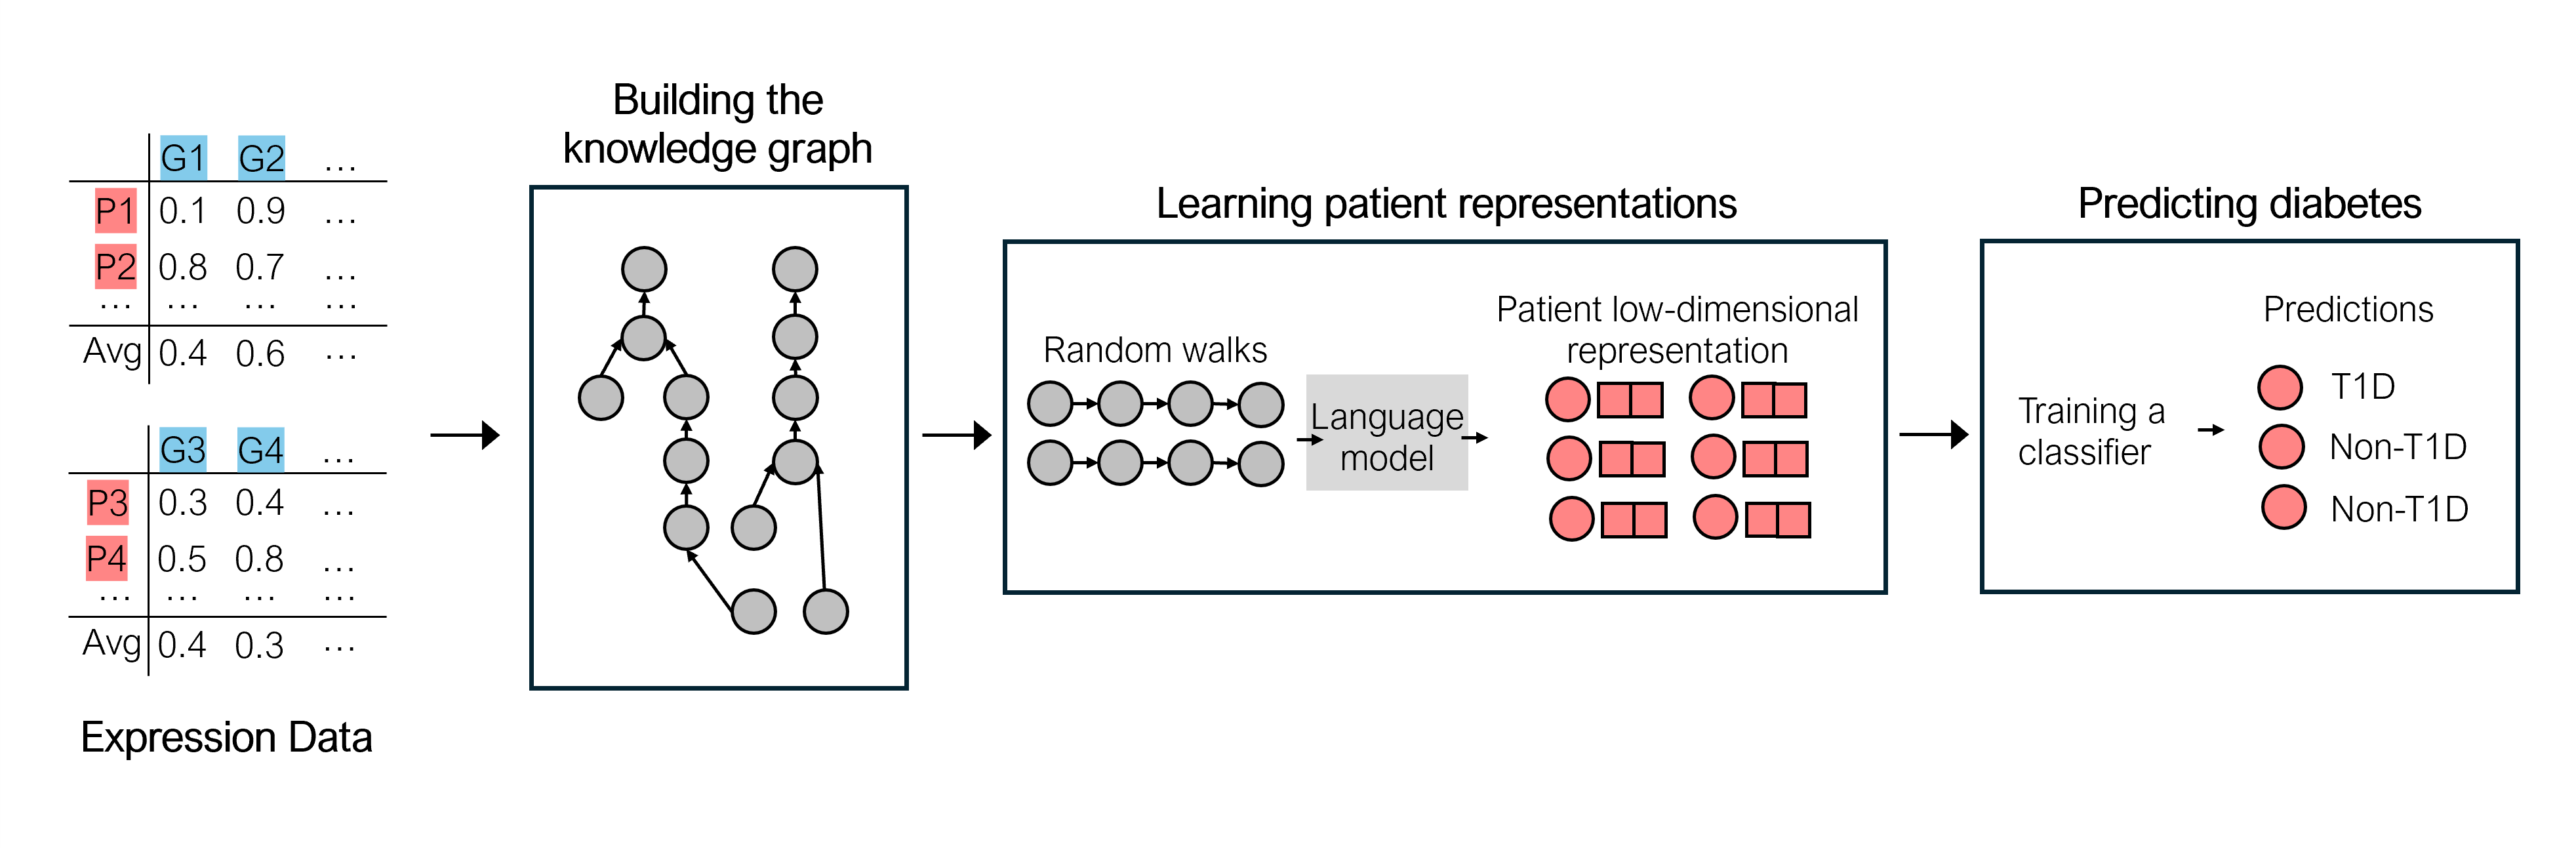 G1 G2 ...
P1 0.1 0.9 ...
P2 0.8 0.7 ...
... ... ... ...
Avg 0.4 0.6 ...
G3 G4 ...
P3 0.3 0.4 ...
P4 0.5 0.8 ...
... ... ... ...
Avg 0.4 0.3 ...
Expression Data
Building the
knowledge graph
Learning patient representations
Random walks
Language
model
Patient low-dimensional
representation
Predicting diabetes
Training a
classifier
Predictions
T1D
Non-T1D
Non-T1D